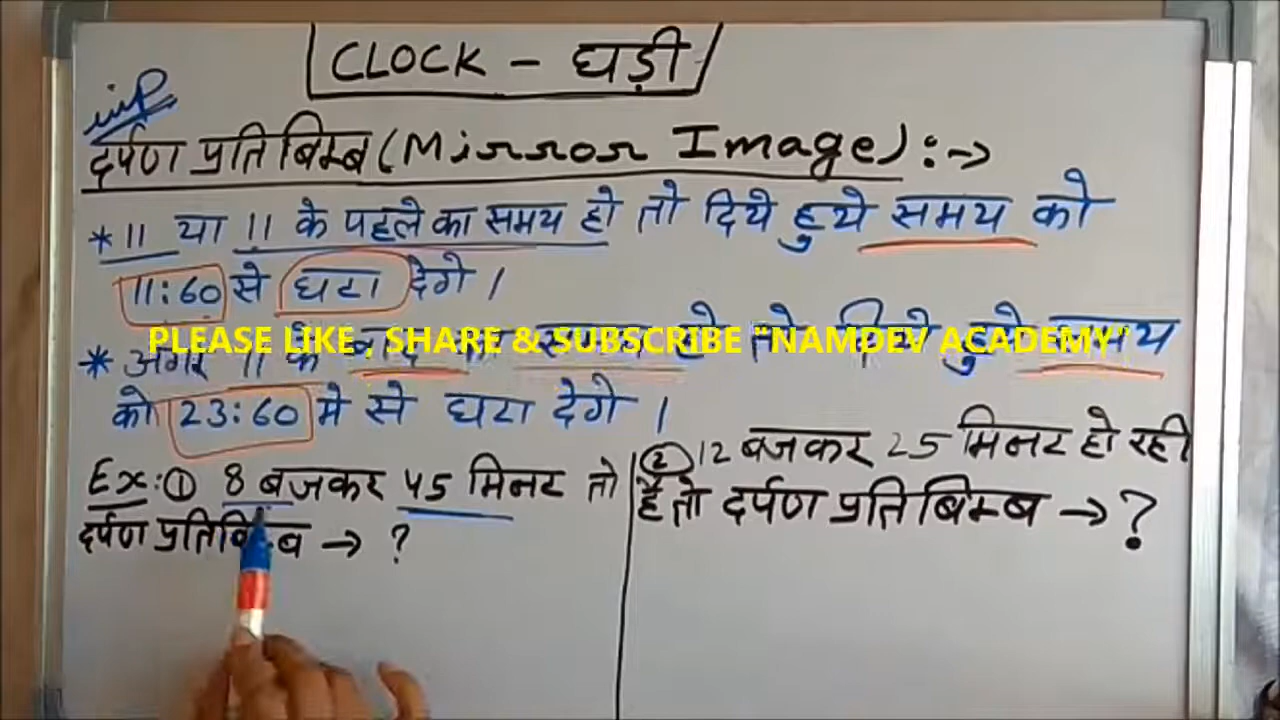 CLOCK – घड़ी
imp
दर्पण प्रतिबिम्ब (Mirror Image) :→
* 11 या 11 के पहले का समय हो तो दिये हुये समय को
11:60 से घटा देगे ।
PLEASE LIKE , SHARE & SUBSCRIBE "NAMDEV ACADEMY"
* अगर 11 के समय
को 23:60 मे से घटा देगे ।
Ex:① 8 बजकर 45 मिनट तो
दर्पण प्रतिबिम्ब → ?
② 12 बजकर 25 मिनट हो रही
है तो दर्पण प्रतिबिम्ब → ?